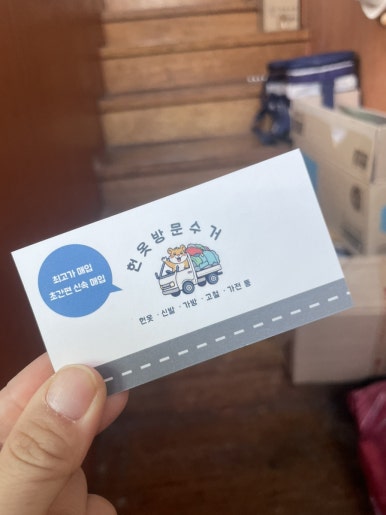 헌옷방문수거
최고가 매입
초간편 신속 매입
헌옷 · 신발 · 가방 · 고철 · 가전 등